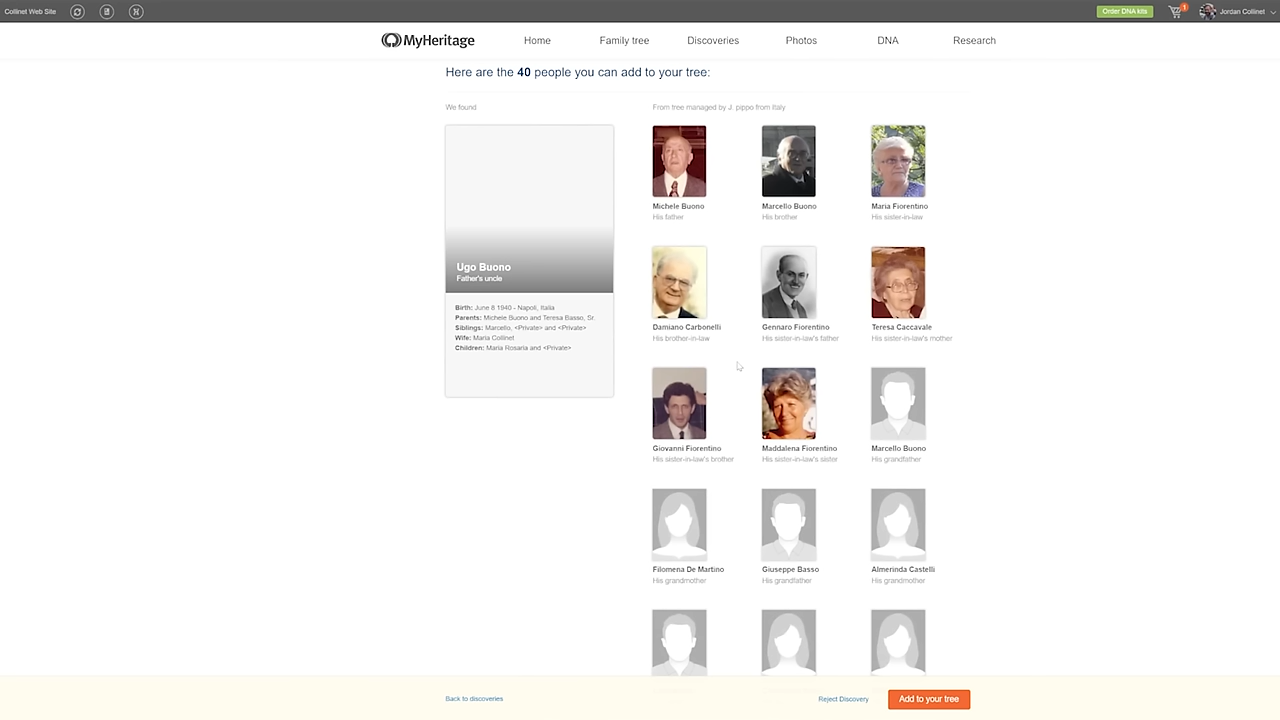 Collinet Web Site
Order DNA kits
1
Jordan Collinet
MyHeritage
Home
Family tree
Discoveries
Photos
DNA
Research
Here are the 40 people you can add to your tree:
We found
From tree managed by J. pippo from Italy
Ugo Buono
Father's uncle
Birth: June 8 1940 - Napoli, Italia
Parents: Michele Buono and Teresa Basso, Sr.
Siblings: Marcello, <Private> and <Private>
Wife: Maria Collinet
Children: Maria Rosaria and <Private>
Michele Buono
His father
Marcello Buono
His brother
Maria Fiorentino
His sister-in-law
Damiano Carbonelli
His brother-in-law
Gennaro Fiorentino
His sister-in-law's father
Teresa Caccavale
His sister-in-law's mother
Giovanni Fiorentino
His sister-in-law's brother
Maddalena Fiorentino
His sister-in-law's sister
Marcello Buono
His grandfather
Filomena De Martino
His grandmother
Giuseppe Basso
His grandfather
Almerinda Castelli
His grandmother
Back to discoveries
Reject Discovery
Add to your tree